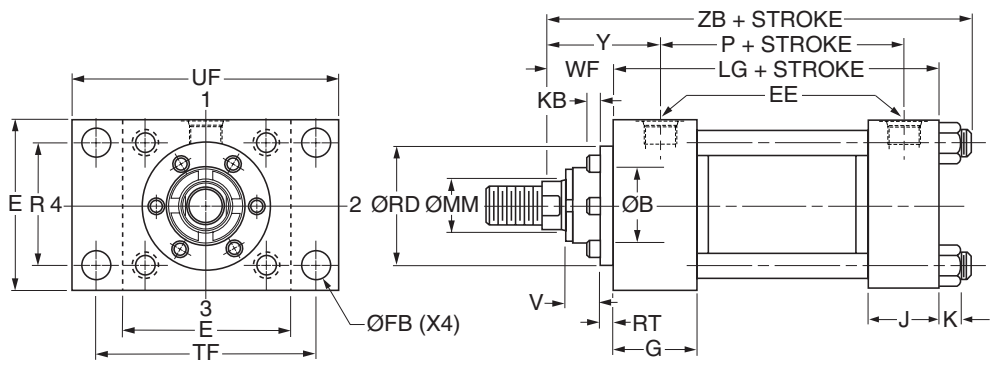 ZB + STROKE
Y
P + STROKE
UF
WF
LG + STROKE
1
KB
EE
E
R
4
2
ØRD
ØMM
ØB
3
V
ØFB (X4)
RT
J
K
E
G
TF